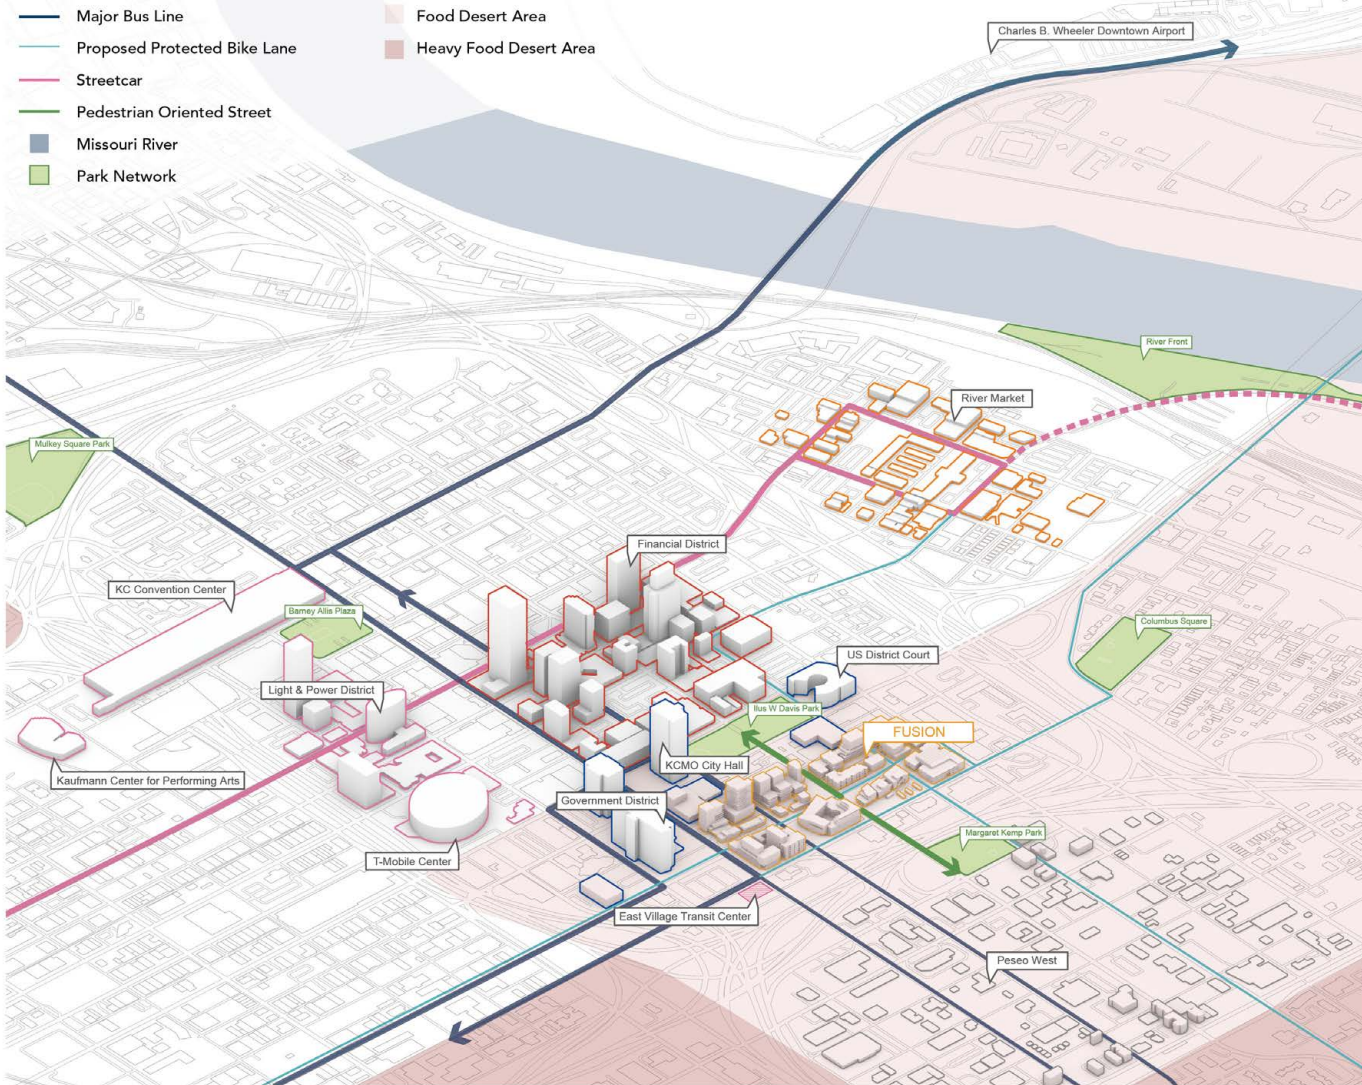 Major Bus Line
Proposed Protected Bike Lane
Streetcar
Pedestrian Oriented Street
Missouri River
Park Network
Food Desert Area
Heavy Food Desert Area
Charles B. Wheeler Downtown Airport
River Front
River Market
Mulkey Square Park
Financial District
KC Convention Center
Barney Allis Plaza
Columbus Square
US District Court
Light & Power District
Ilus W Davis Park
FUSION
KCMO City Hall
Kaufmann Center for Performing Arts
Government District
Margaret Kemp Park
T-Mobile Center
East Village Transit Center
Peseo West